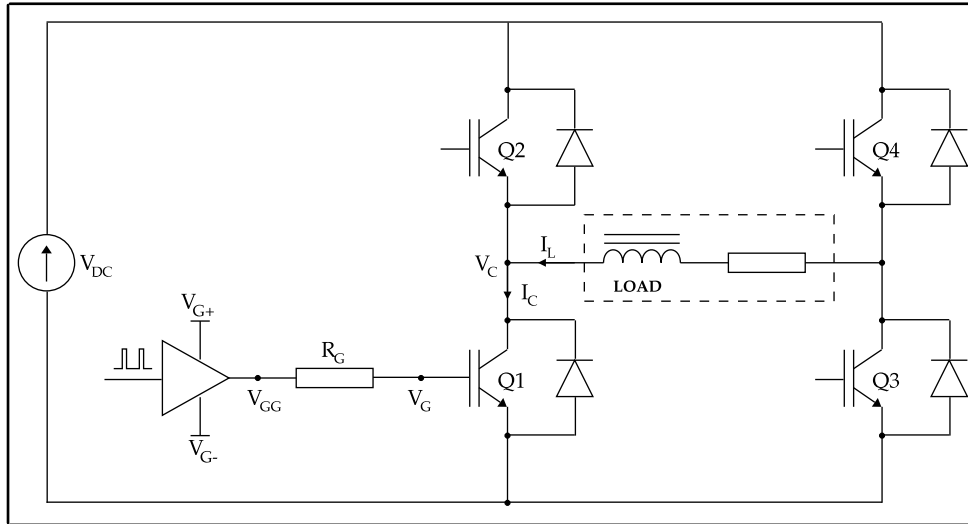 Q2
Q4
V_DC
V_C
I_L
LOAD
I_C
V_G+
R_G
V_GG
V_G
Q1
Q3
V_G-